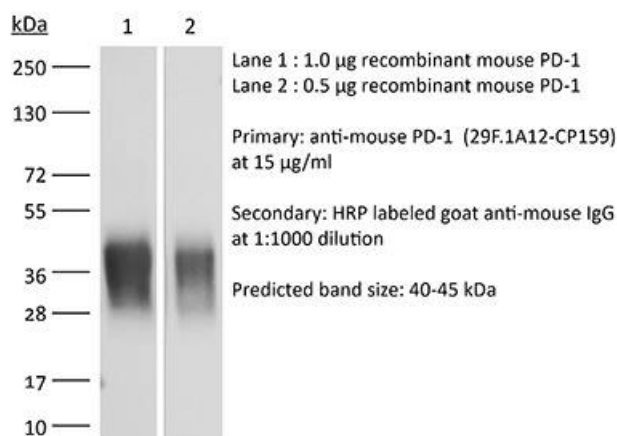 kDa
1 2
250
130
72
55
36
28
17
10
Lane 1 : 1.0 µg recombinant mouse PD-1
Lane 2 : 0.5 µg recombinant mouse PD-1
Primary: anti-mouse PD-1 (29F.1A12-CP159)
at 15 µg/ml
Secondary: HRP labeled goat anti-mouse IgG
at 1:1000 dilution
Predicted band size: 40-45 kDa